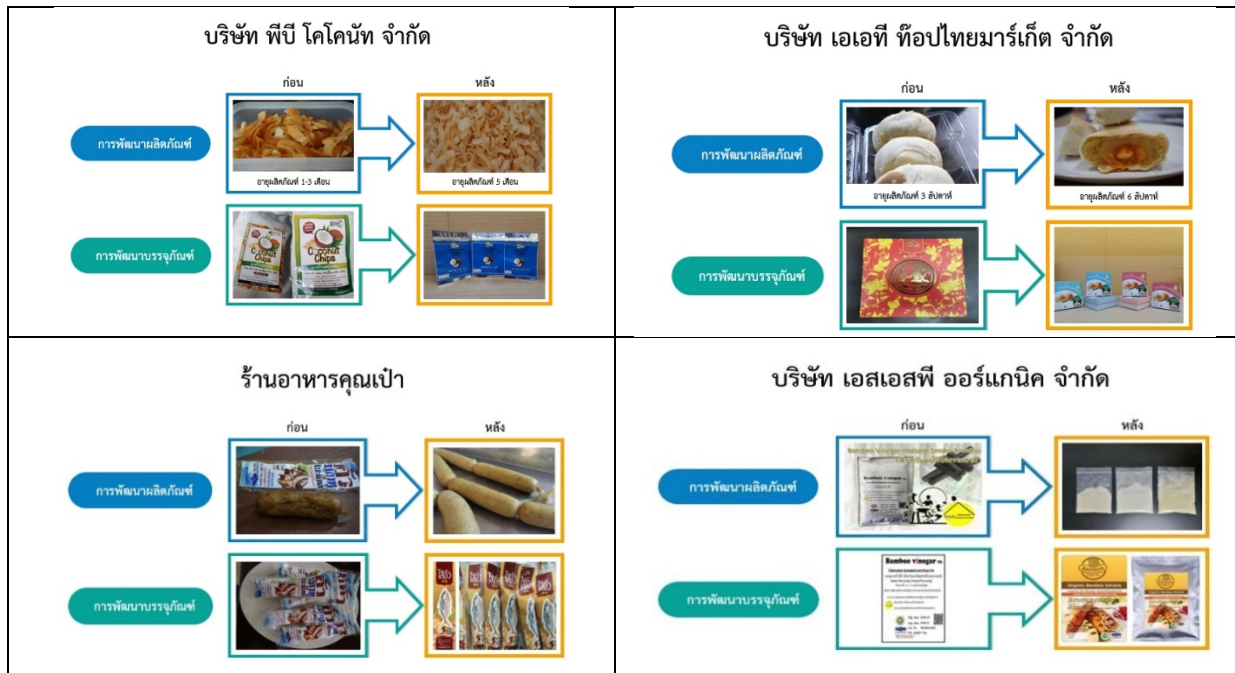 บริษัท พีบี โคโคนัท จำกัด
ก่อน
หลัง
การพัฒนาผลิตภัณฑ์
อายุผลิตภัณฑ์ 1-3 เดือน
อายุผลิตภัณฑ์ 5 เดือน
การพัฒนาบรรจุภัณฑ์
Coconut
Chips
Coconut
Chips
บริษัท เอเอที ท๊อปไทยมาร์เก็ต จำกัด
ก่อน
หลัง
การพัฒนาผลิตภัณฑ์
อายุผลิตภัณฑ์ 3 สัปดาห์
อายุผลิตภัณฑ์ 6 สัปดาห์
การพัฒนาบรรจุภัณฑ์
ร้านอาหารคุณเป๋า
ก่อน
หลัง
การพัฒนาผลิตภัณฑ์
การพัฒนาบรรจุภัณฑ์
บริษัท เอสเอสพี ออร์แกนิค จำกัด
ก่อน
หลัง
การพัฒนาผลิตภัณฑ์
Bamboo vinegar
การพัฒนาบรรจุภัณฑ์
Bamboo vinegar
Organic Bamboo Extract